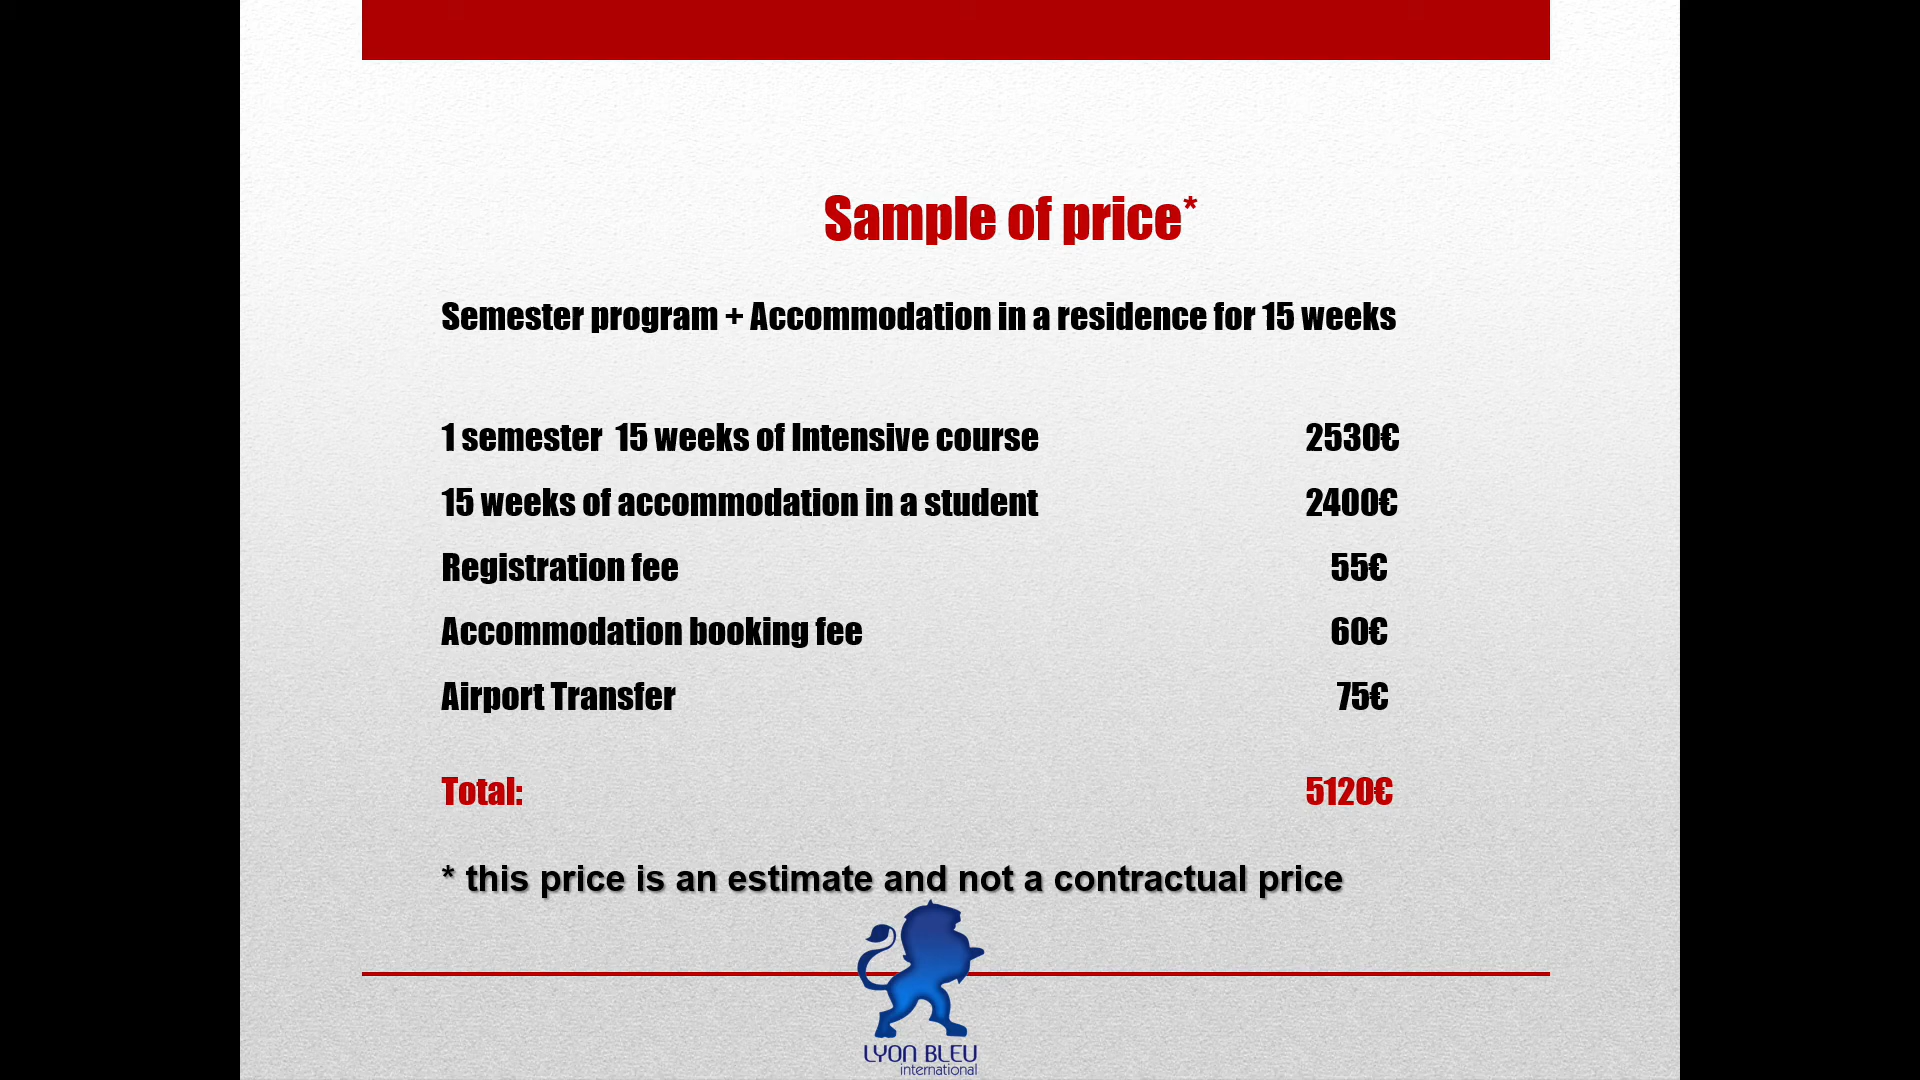 Sample of price*
Semester program + Accommodation in a residence for 15 weeks
1 semester  15 weeks of Intensive course 2530€
15 weeks of accommodation in a student 2400€
Registration fee 55€
Accommodation booking fee 60€
Airport Transfer 75€
Total: 5120€
* this price is an estimate and not a contractual price
LYON BLEU
international